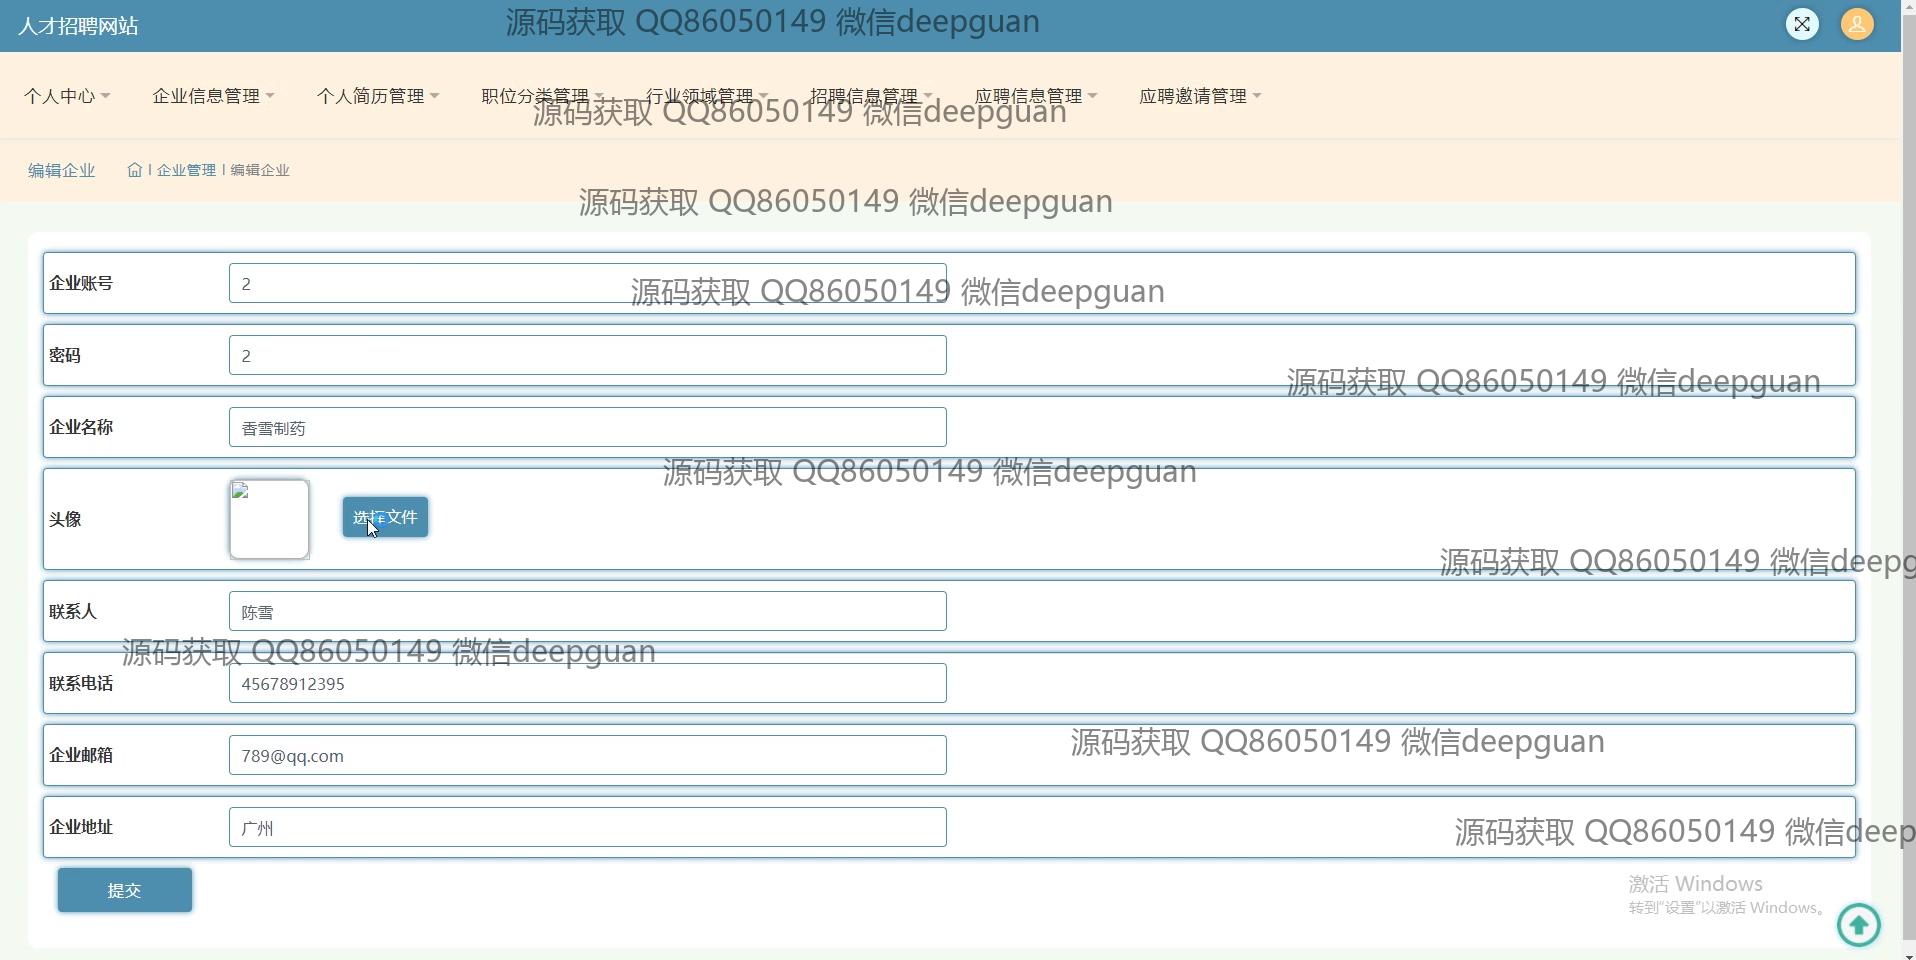 人才招聘网站
源码获取 QQ86050149 微信deepguan
个人中心 企业信息管理 个人简历管理 职位分类管理 行业领域管理 招聘信息管理 应聘信息管理 应聘邀请管理
源码获取 QQ86050149 微信deepguan
编辑企业 企业管理 编辑企业
源码获取 QQ86050149 微信deepguan
企业账号 2
源码获取 QQ86050149 微信deepguan
密码 2
源码获取 QQ86050149 微信deepguan
企业名称 香雪制药
源码获取 QQ86050149 微信deepguan
头像 选择文件
源码获取 QQ86050149 微信deepg
联系人 陈雪
源码获取 QQ86050149 微信deepguan
联系电话 45678912395
企业邮箱 789@qq.com
源码获取 QQ86050149 微信deepguan
企业地址 广州
源码获取 QQ86050149 微信deep
提交
激活 Windows
转到"设置"以激活 Windows。